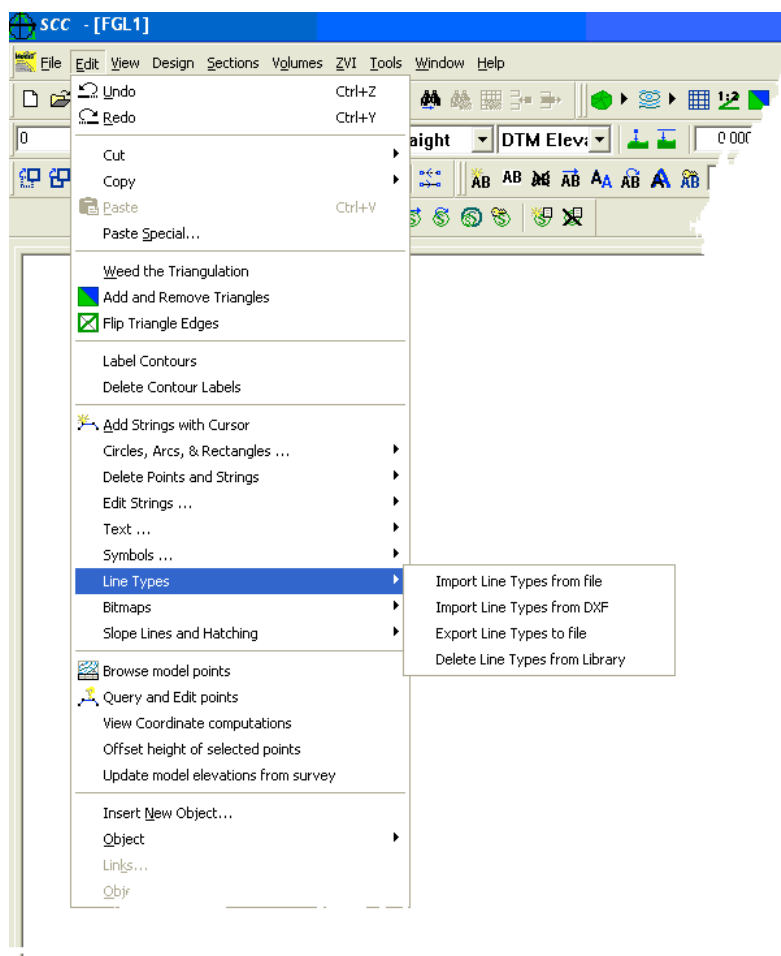 SCC - [FGL1]
File Edit View Design Sections Volumes ZVI Tools Window Help
Undo Ctrl+Z
Redo Ctrl+Y
1:2
0
aight DTM Elev:
Cut
Copy
AB AB AB AB AA AB A AB
Paste Ctrl+V
Paste Special...
Weed the Triangulation
Add and Remove Triangles
Flip Triangle Edges
Label Contours
Delete Contour Labels
Add Strings with Cursor
Circles, Arcs, & Rectangles ...
Delete Points and Strings
Edit Strings ...
Text ...
Symbols ...
Line Types
Import Line Types from file
Import Line Types from DXF
Export Line Types to file
Delete Line Types from Library
Bitmaps
Slope Lines and Hatching
Browse model points
Query and Edit points
View Coordinate computations
Offset height of selected points
Update model elevations from survey
Insert New Object...
Object
Links...